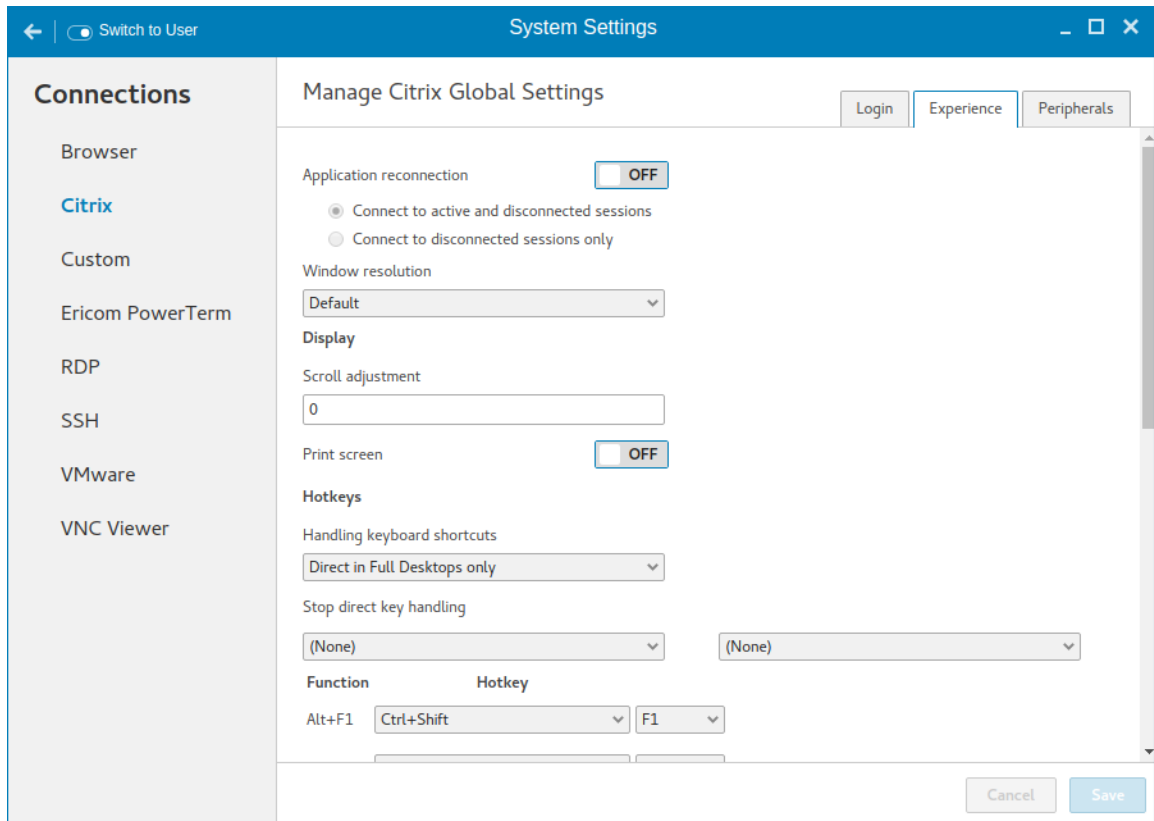 Switch to User
System Settings
Connections
Browser
Citrix
Custom
Ericom PowerTerm
RDP
SSH
VMware
VNC Viewer
Manage Citrix Global Settings
Login Experience Peripherals
Application reconnection OFF
Connect to active and disconnected sessions
Connect to disconnected sessions only
Window resolution
Default
Display
Scroll adjustment
0
Print screen OFF
Hotkeys
Handling keyboard shortcuts
Direct in Full Desktops only
Stop direct key handling
(None) (None)
Function Hotkey
Alt+F1 Ctrl+Shift F1
Cancel Save